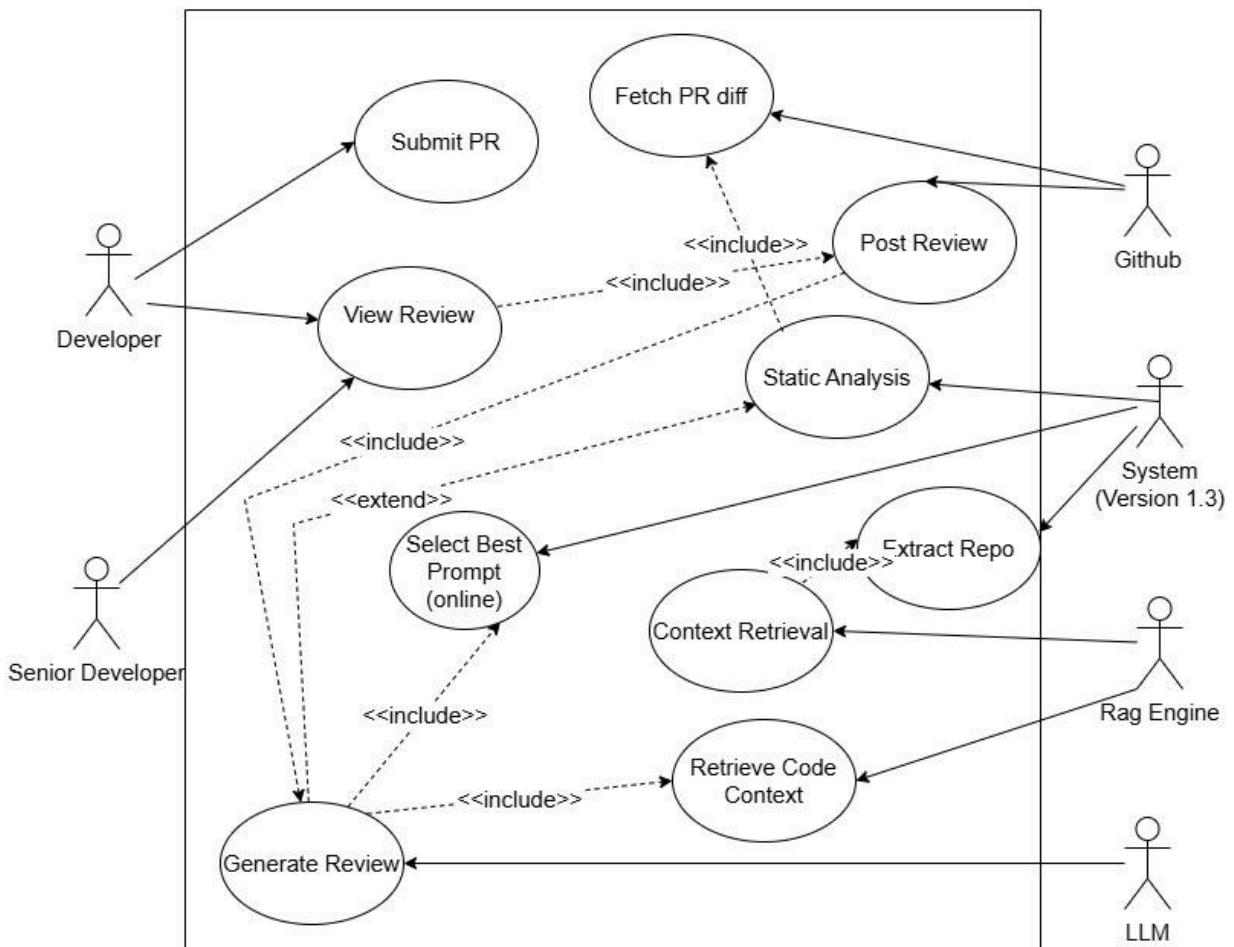 Fetch PR diff
Submit PR
<<include>>
Post Review
Github
<<include>>
View Review
Developer
Static Analysis
<<include>>
System
(Version 1.3)
<<extend>>
Select Best
Prompt
(online)
Extract Repo
<<include>>
Context Retrieval
Senior Developer
Rag Engine
<<include>>
Retrieve Code
Context
<<include>>
Generate Review
LLM